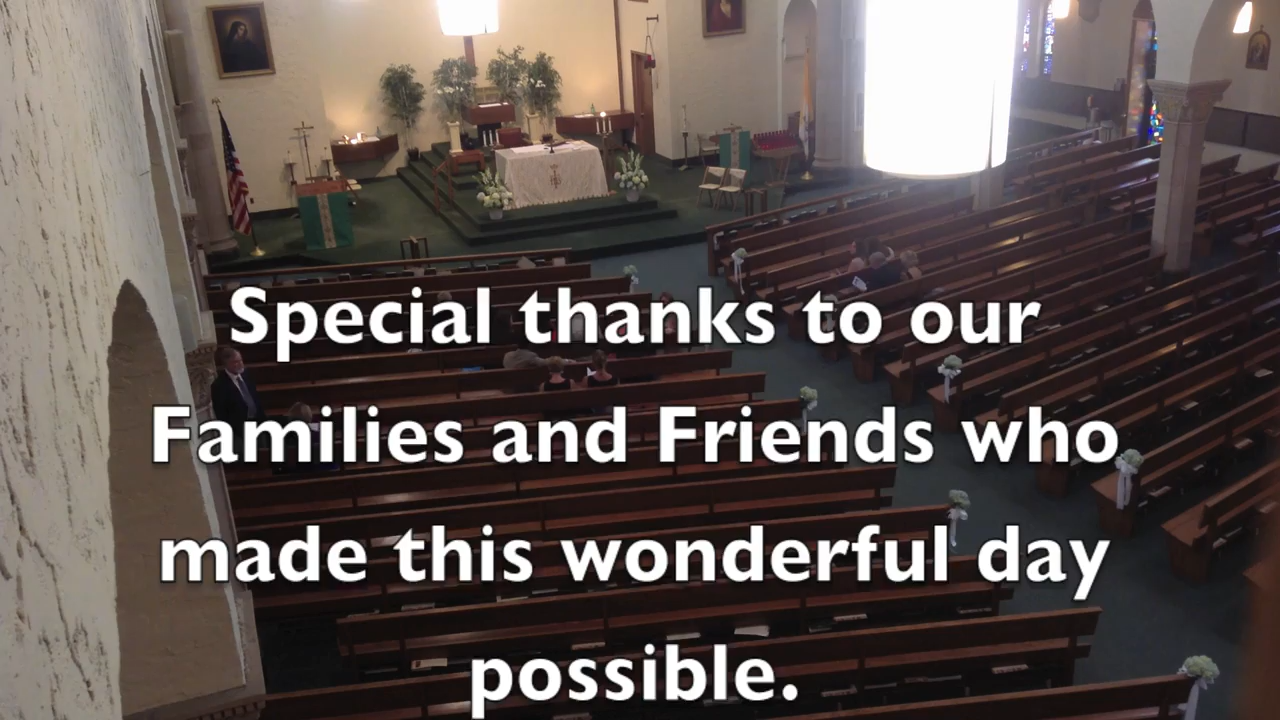 Special thanks to our
Families and Friends who
made this wonderful day
possible.